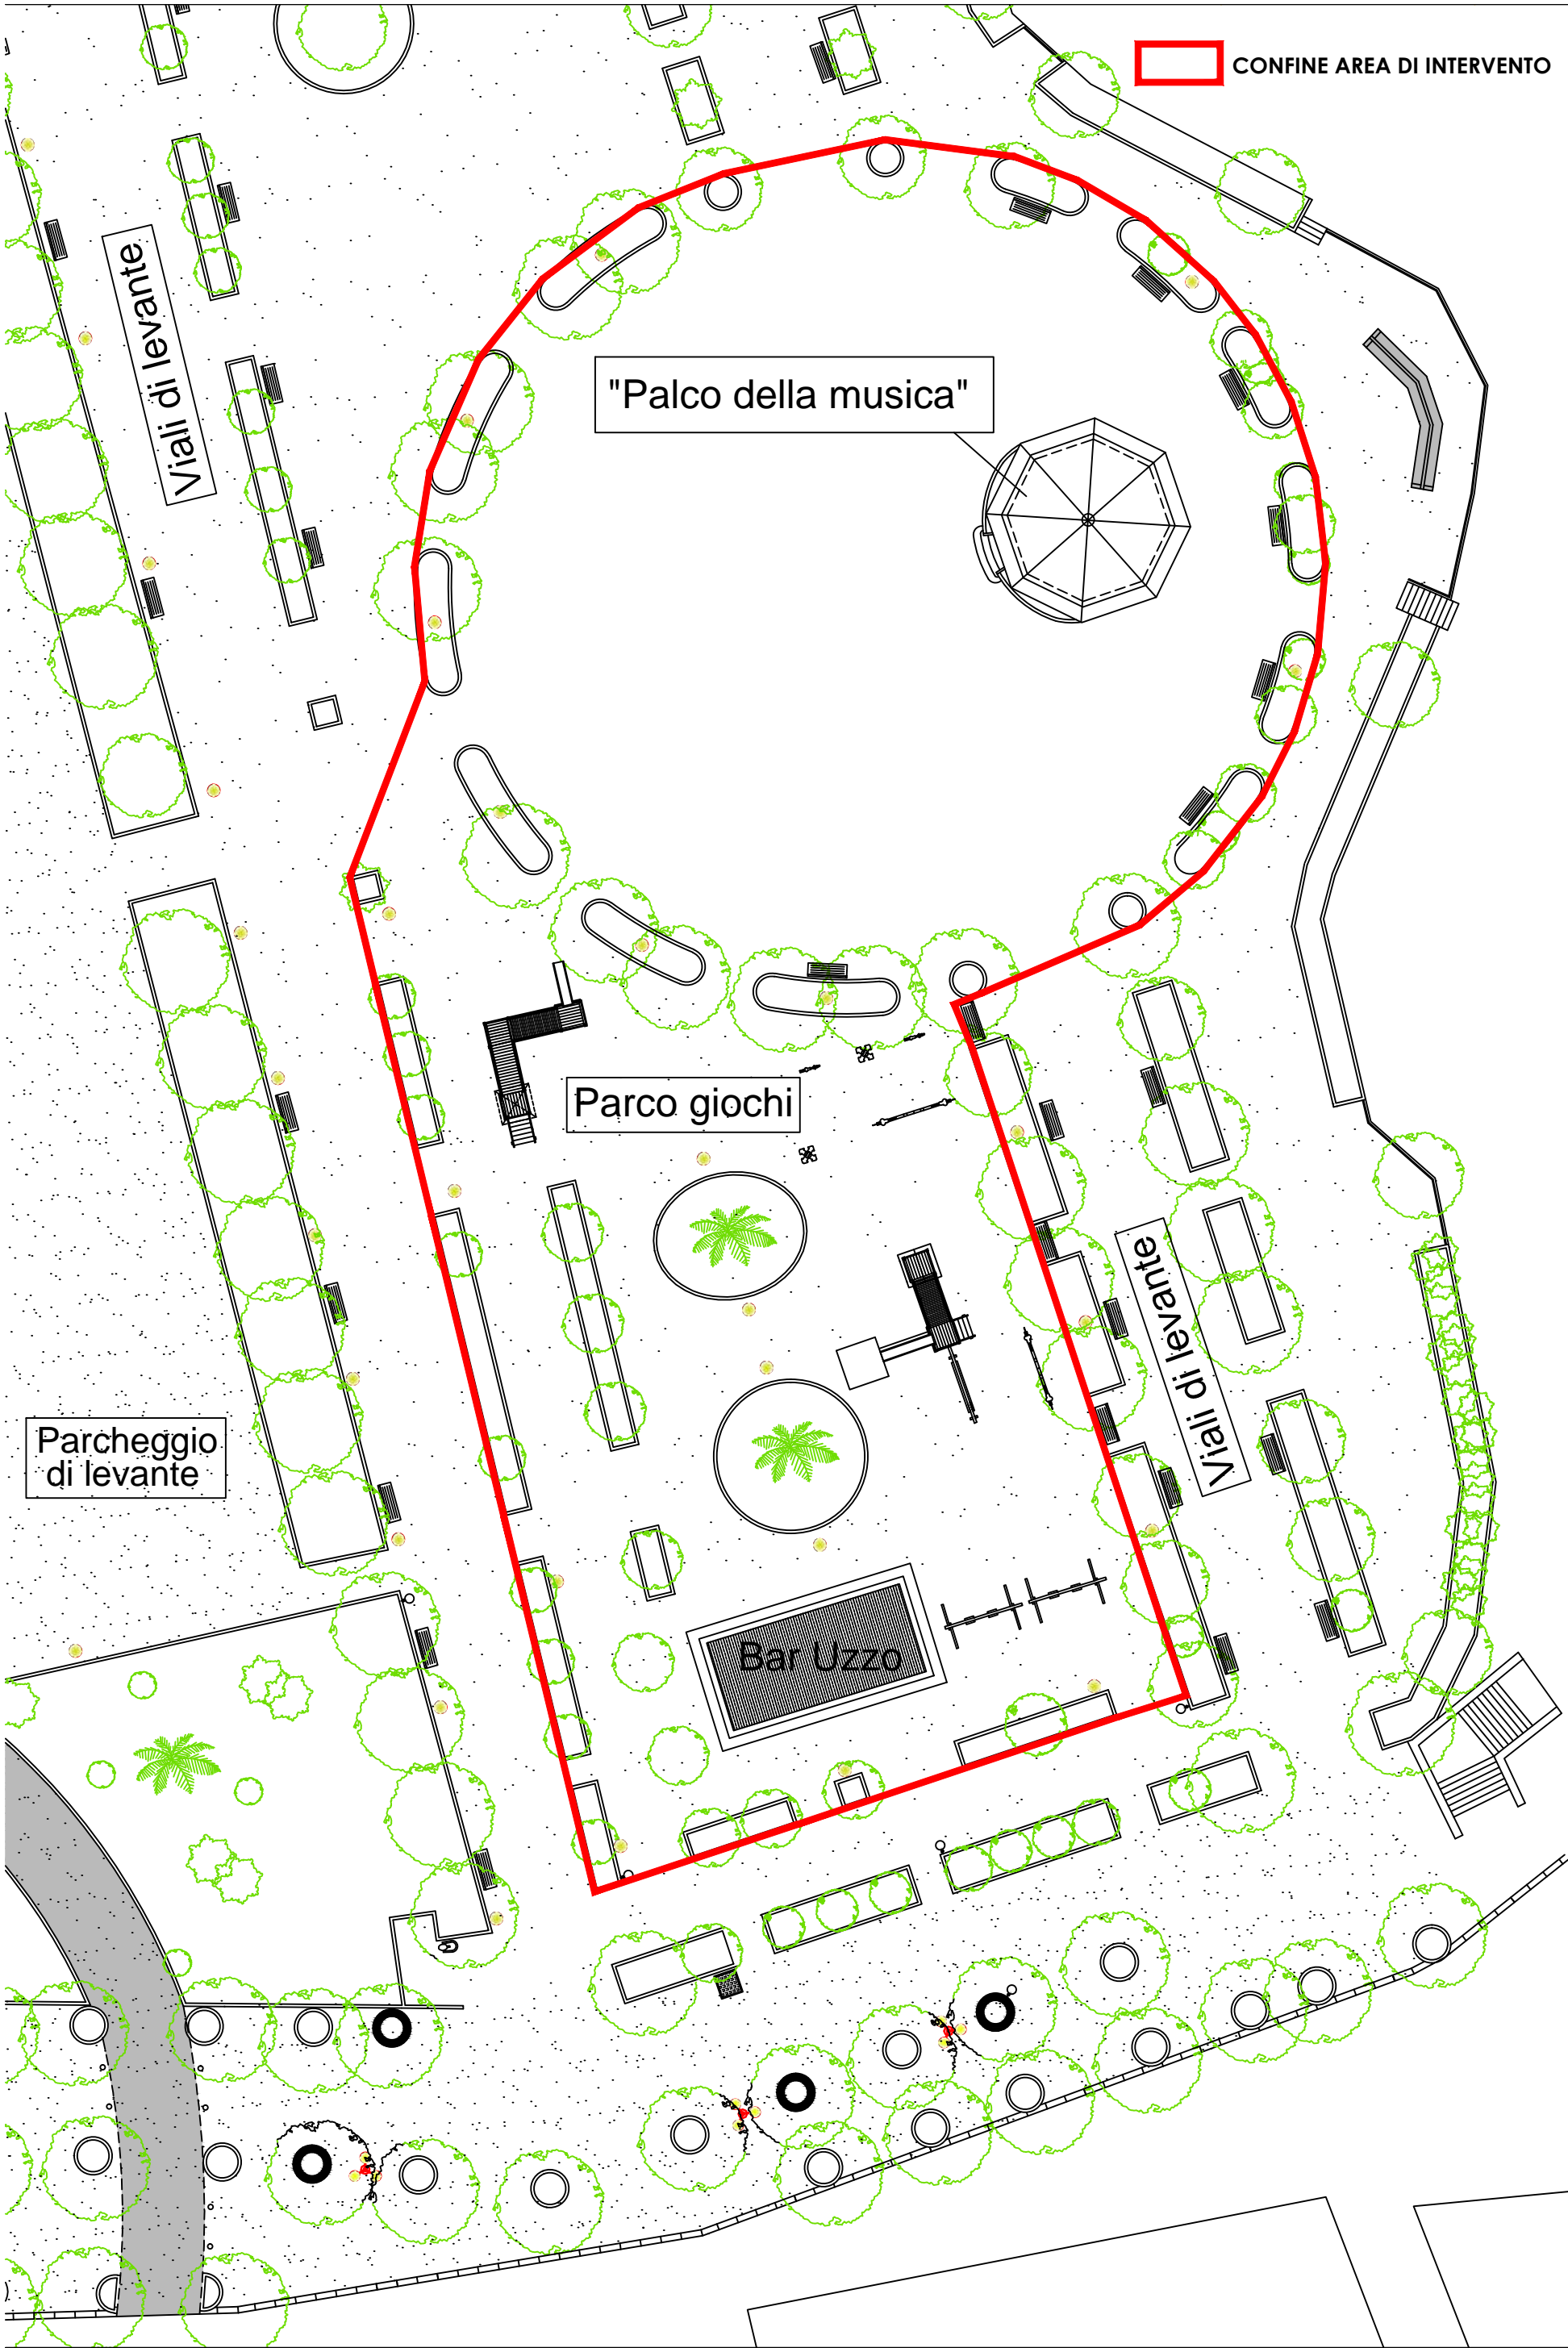 CONFINE AREA DI INTERVENTO
Viali di levante
"Palco della musica"
Parco giochi
Viali di levante
Parcheggio
di levante
Bar Uzzo